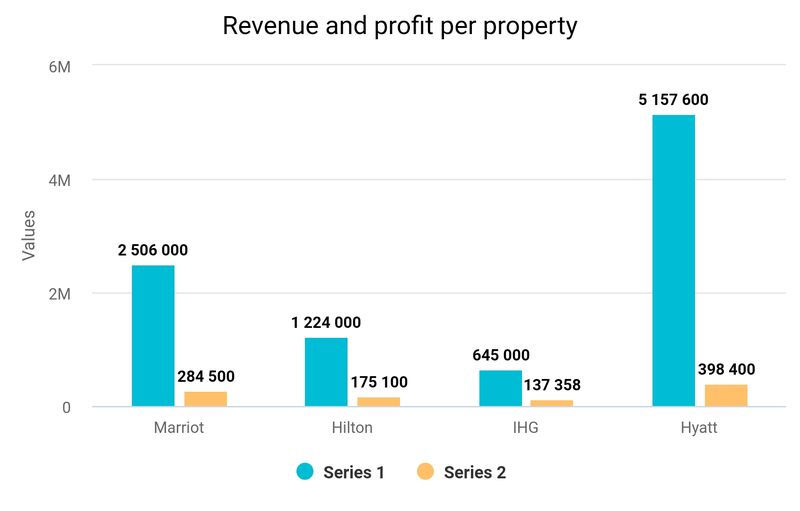 Revenue and profit per property
6M
5 157 600
4M
Values
2 506 000
2M
1 224 000
645 000
284 500
175 100
137 358
398 400
0
Marriot
Hilton
IHG
Hyatt
Series 1
Series 2